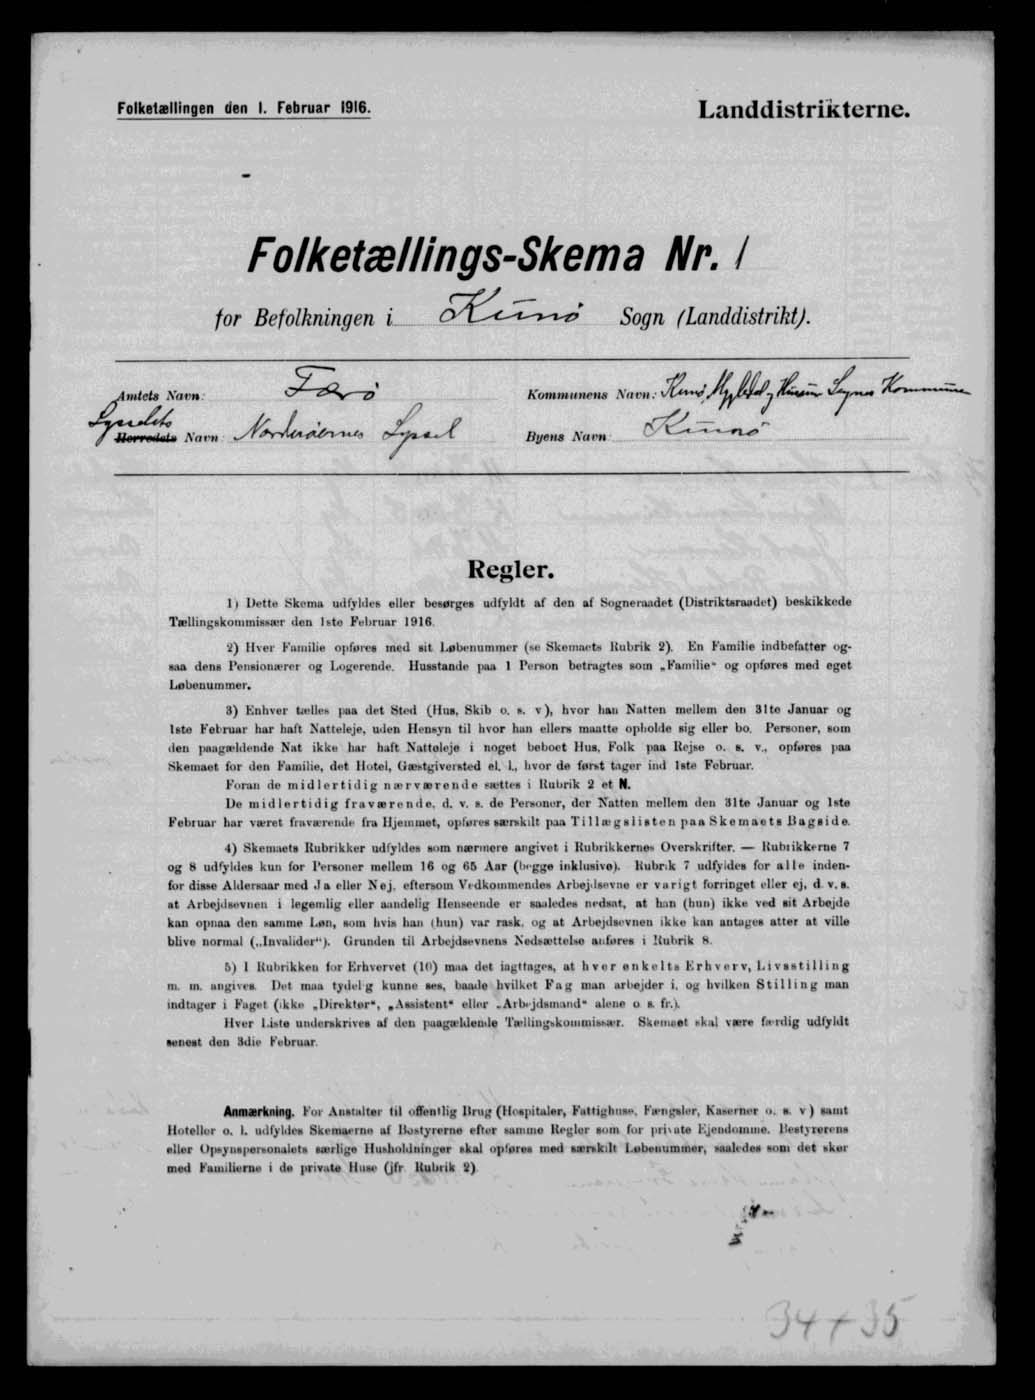 Folketællingen den 1. Februar 1916.
Landdistrikterne.
Folketællings-Skema Nr. 1
for Befolkningen i Kunø Sogn (Landdistrikt).
Amtets Navn: Færø
Kommunens Navn: Kunø, Mygledal og Husum Sogns Kommune
Sysselets
Herredets Navn: Norderøernes Syssel
Byens Navn: Kunø
Regler.
1) Dette Skema udfyldes eller besørges udfyldt af den af Sogneraadet (Distriktsraadet) beskikkede
Tællingskommissær den 1ste Februar 1916.
2) Hver Familie opføres med sit Løbenummer (se Skemaets Rubrik 2). En Familie indbefatter og-
saa dens Pensionærer og Logerende. Husstande paa 1 Person betragtes som „Familie“ og opføres med eget
Løbenummer.
3) Enhver tælles paa det Sted (Hus, Skib o. s. v), hvor han Natten mellem den 31te Januar og
1ste Februar har haft Natteleje, uden Hensyn til hvor han ellers maatte opholde sig eller bo. Personer, som
den paagældende Nat ikke har haft Natteleje i noget beboet Hus, Folk paa Rejse o. s. v., opføres paa
Skemaet for den Familie, det Hotel, Gæstgiversted el. l., hvor de først tager ind 1ste Februar.
Foran de midlertidig nærværende sættes i Rubrik 2 et N.
De midlertidig fraværende, d. v. s. de Personer, der Natten mellem den 31te Januar og 1ste
Februar har været fraværende fra Hjemmet, opføres særskilt paa Tillægslisten paa Skemaets Bagside.
4) Skemaets Rubrikker udfyldes som nærmere angivet i Rubrikkernes Overskrifter. — Rubrikkerne 7
og 8 udfyldes kun for Personer mellem 16 og 65 Aar (begge inklusive). Rubrik 7 udfyldes for alle inden-
for disse Aldersaar med Ja eller Nej, eftersom Vedkommendes Arbejdsevne er varigt forringet eller ej, d. v. s.
at Arbejdsevnen i legemlig eller aandelig Henseende er saaledes nedsat, at han (hun) ikke ved sit Arbejde
kan opnaa den samme Løn, som hvis han (hun) var rask, og at Arbejdsevnen ikke kan antages atter at ville
blive normal („Invalider“). Grunden til Arbejdsevnens Nedsættelse anføres i Rubrik 8.
5) I Rubrikken for Erhvervet (10) maa det iagttages, at hver enkelts Erhverv, Livsstilling
m. m. angives. Det maa tydelig kunne ses, baade hvilket Fag man arbejder i, og hvilken Stilling man
indtager i Faget (ikke „Direktør“, „Assistent“ eller „Arbejdsmand“ alene o. s. fr.).
Hver Liste underskrives af den paagældende Tællingskommissær. Skemaet skal være færdig udfyldt
senest den 3die Februar.
Anmærkning. For Anstalter til offentlig Brug (Hospitaler, Fattighuse, Fængsler, Kaserner o. s. v) samt
Hoteller o. l. udfyldes Skemaerne af Bestyrerne efter samme Regler som for private Ejendomme. Bestyrerens
eller Opsynspersonalets særlige Husholdninger skal opføres med særskilt Løbenummer, saaledes som det sker
med Familierne i de private Huse (jfr. Rubrik 2).
34 + 35